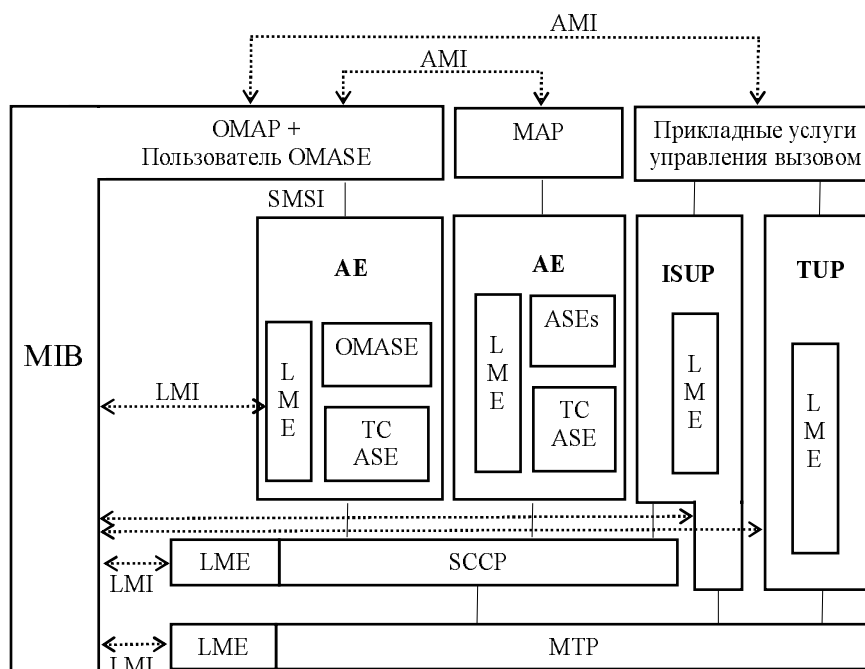 AMI
AMI
OMAP +
Пользователь OMASE
MAP
Прикладные услуги
управления вызовом
SMSI
AE
AE
ISUP
TUP
MIB
L
M
E
OMASE
TC
ASE
L
M
E
ASEs
TC
ASE
L
M
E
L
M
E
LMI
LME
SCCP
LMI
LME
MTP
LMI